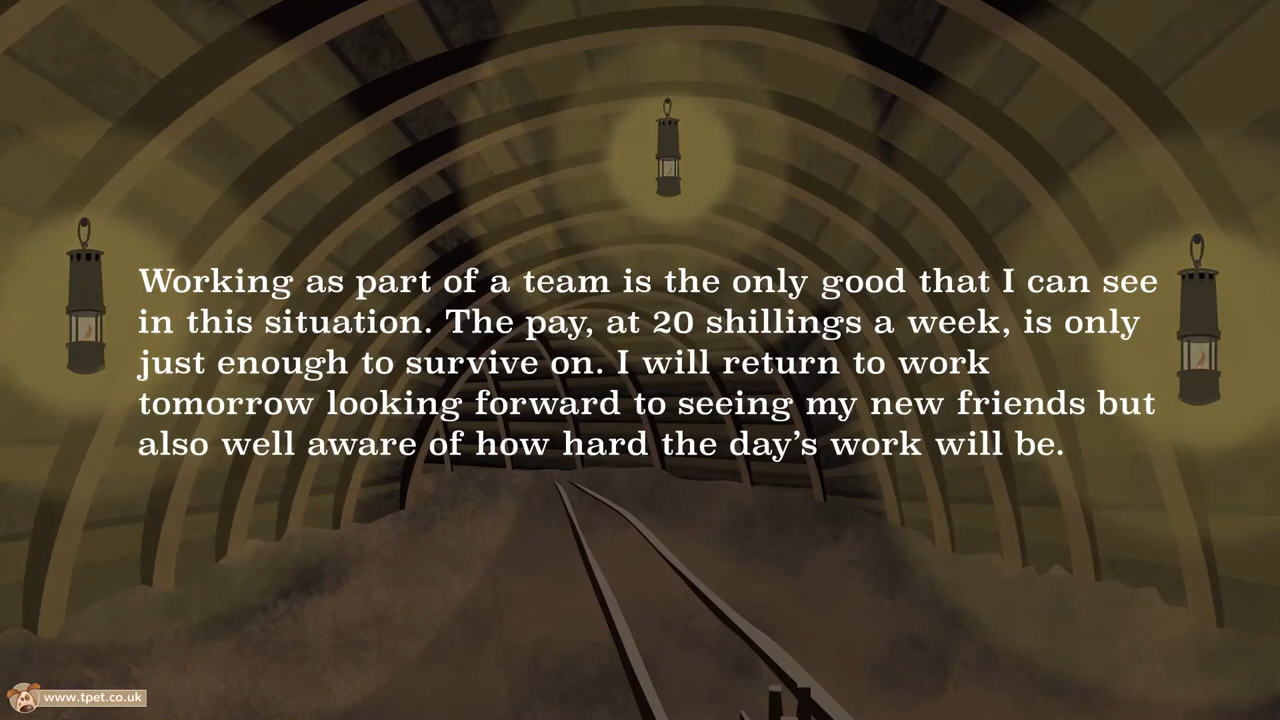 Working as part of a team is the only good that I can see
in this situation. The pay, at 20 shillings a week, is only
just enough to survive on. I will return to work
tomorrow looking forward to seeing my new friends but
also well aware of how hard the day’s work will be.
www.tpet.co.uk